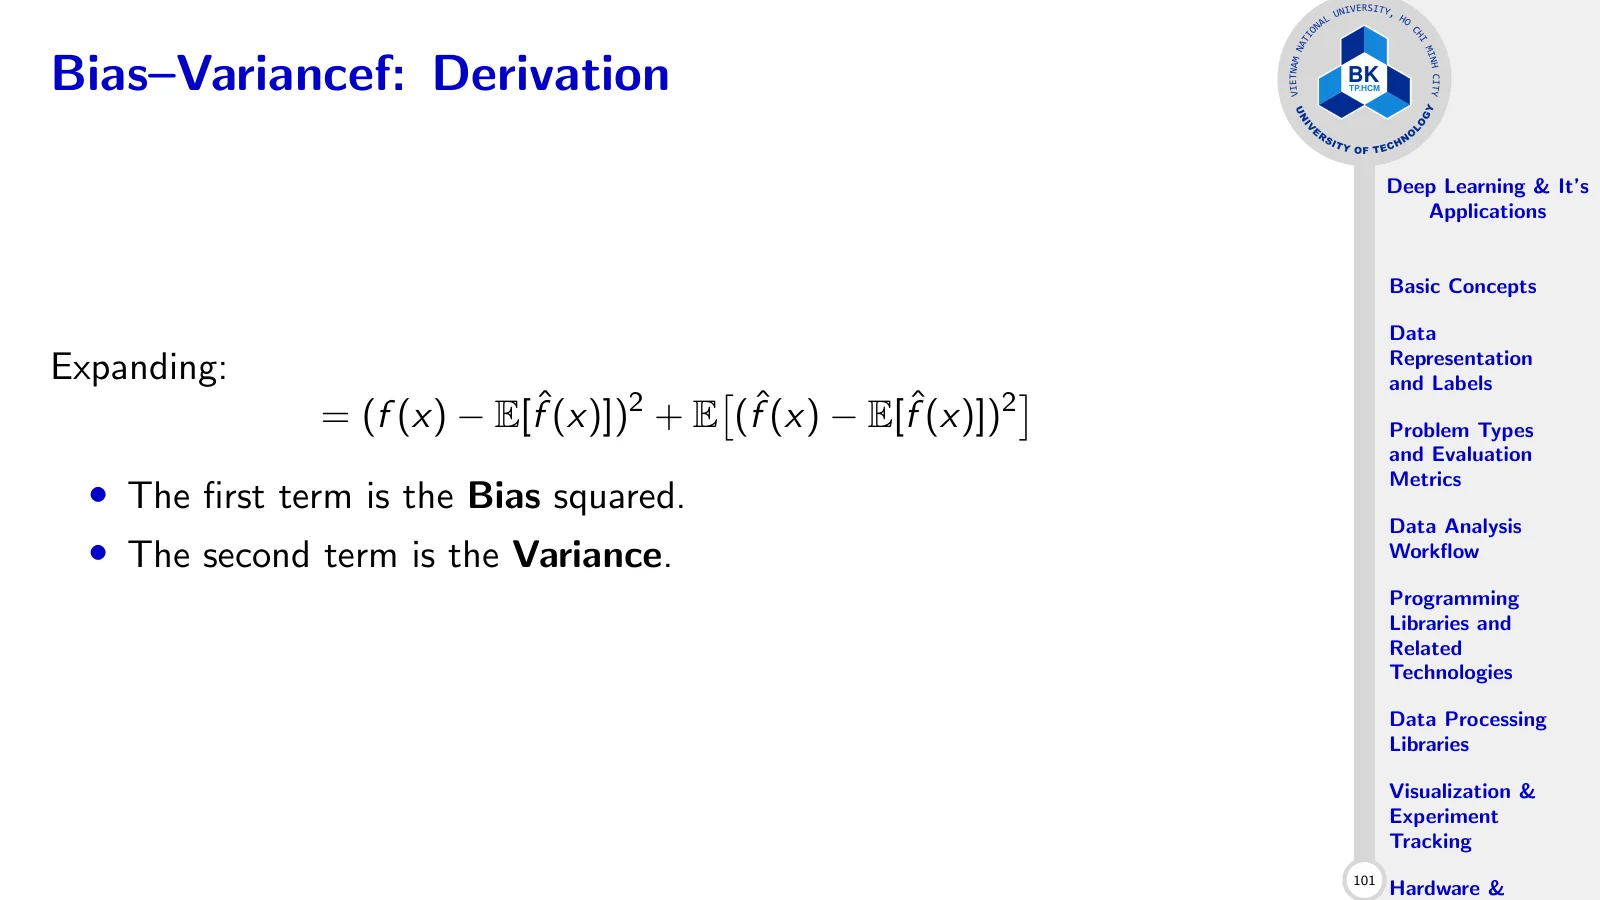 Bias–Variancef: Derivation
Expanding:
= (f(x) − 𝔼[f̂(x)])² + 𝔼[(f̂(x) − 𝔼[f̂(x)])²]
• The first term is the Bias squared.
• The second term is the Variance.
VIETNAM NATIONAL UNIVERSITY, HO CHI MINH CITY
BK
TP.HCM
UNIVERSITY OF TECHNOLOGY
Deep Learning & It's
Applications
Basic Concepts
Data
Representation
and Labels
Problem Types
and Evaluation
Metrics
Data Analysis
Workflow
Programming
Libraries and
Related
Technologies
Data Processing
Libraries
Visualization &
Experiment
Tracking
Hardware &
101